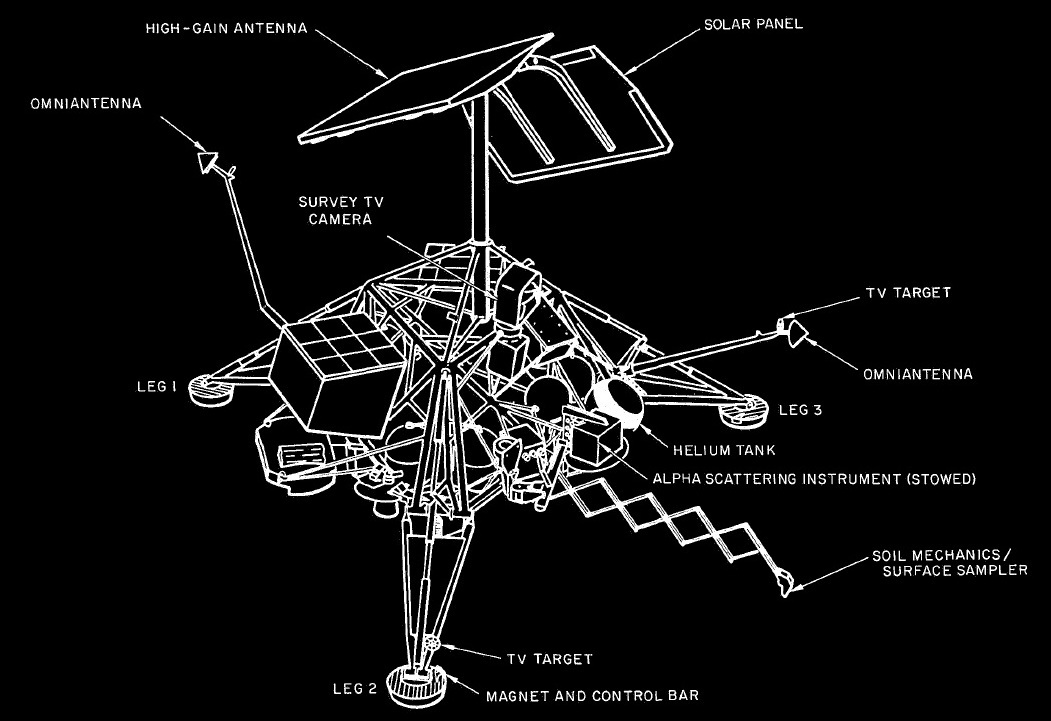 HIGH-GAIN ANTENNA
SOLAR PANEL
OMNIANTENNA
SURVEY TV
CAMERA
TV TARGET
OMNIANTENNA
LEG 1
LEG 3
HELIUM TANK
ALPHA SCATTERING INSTRUMENT (STOWED)
SOIL MECHANICS/
SURFACE SAMPLER
TV TARGET
LEG 2
MAGNET AND CONTROL BAR